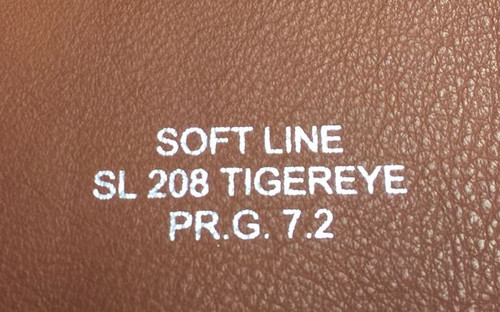 SOFT LINE
SL 208 TIGEREYE
PR.G. 7.2